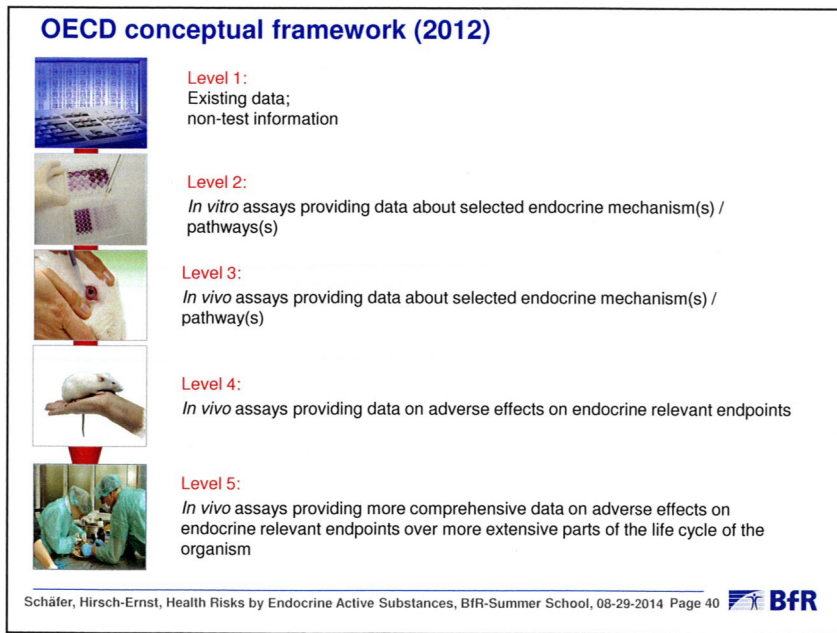 OECD conceptual framework (2012)
Level 1:
Existing data;
non-test information
Level 2:
In vitro assays providing data about selected endocrine mechanism(s) /
pathways(s)
Level 3:
In vivo assays providing data about selected endocrine mechanism(s) /
pathway(s)
Level 4:
In vivo assays providing data on adverse effects on endocrine relevant endpoints
Level 5:
In vivo assays providing more comprehensive data on adverse effects on
endocrine relevant endpoints over more extensive parts of the life cycle of the
organism
Schäfer, Hirsch-Ernst, Health Risks by Endocrine Active Substances, BfR-Summer School, 08-29-2014 Page 40 BfR